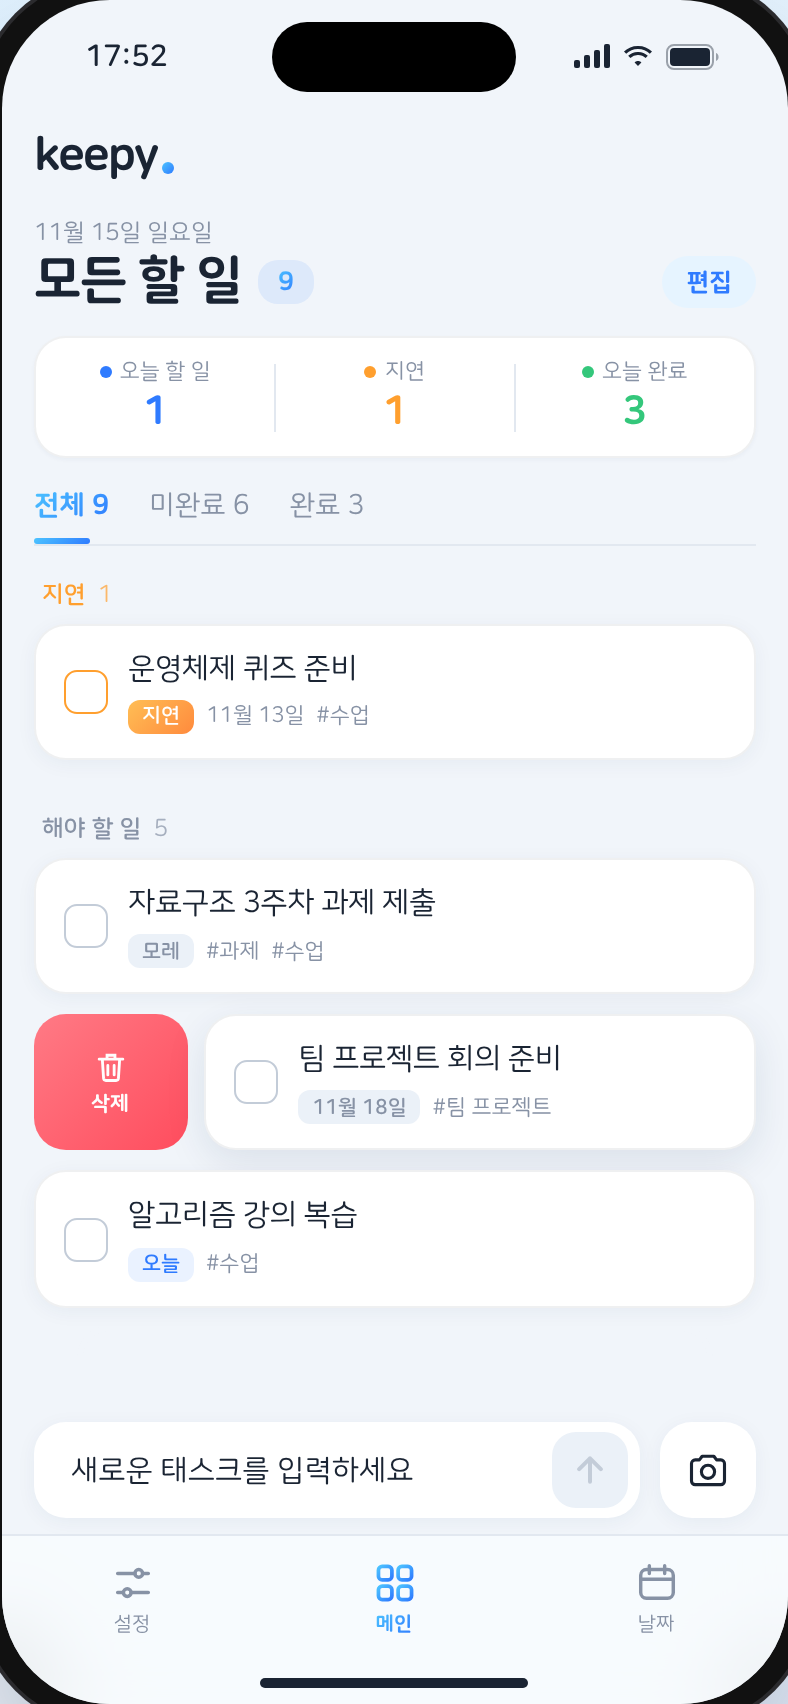 17:52
keepy.
11월 15일 일요일
모든 할 일 9
편집
오늘 할 일 지연 오늘 완료
1 1 3
전체 9 미완료 6 완료 3
지연 1
운영체제 퀴즈 준비
지연 11월 13일 #수업
해야 할 일 5
자료구조 3주차 과제 제출
모레 #과제 #수업
삭제
팀 프로젝트 회의 준비
11월 18일 #팀 프로젝트
알고리즘 강의 복습
오늘 #수업
새로운 태스크를 입력하세요
설정 메인 날짜